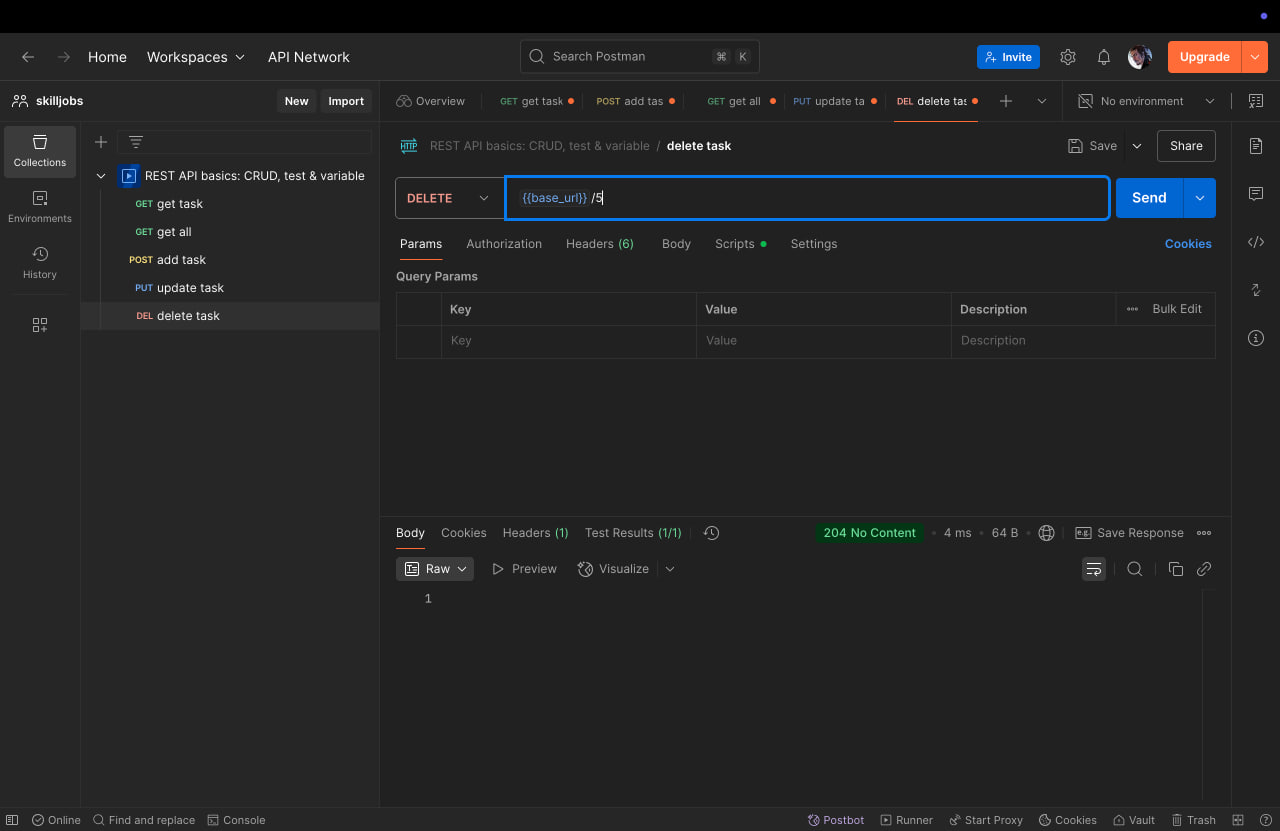 Home Workspaces API Network Search Postman ⌘ K Invite Upgrade
skilljobs New Import Overview GET get task POST add tas GET get all PUT update ta DEL delete tas No environment
Collections
Environments
History
REST API basics: CRUD, test & variable
GET get task
GET get all
POST add task
PUT update task
DEL delete task
HTTP REST API basics: CRUD, test & variable / delete task Save Share
DELETE {{base_url}} /5 Send
Params Authorization Headers (6) Body Scripts Settings Cookies
Query Params
Key Value Description Bulk Edit
Key Value Description
Body Cookies Headers (1) Test Results (1/1) 204 No Content • 4 ms • 64 B • e.g. Save Response
Raw Preview Visualize
1
Online Find and replace Console Postbot Runner Start Proxy Cookies Vault Trash